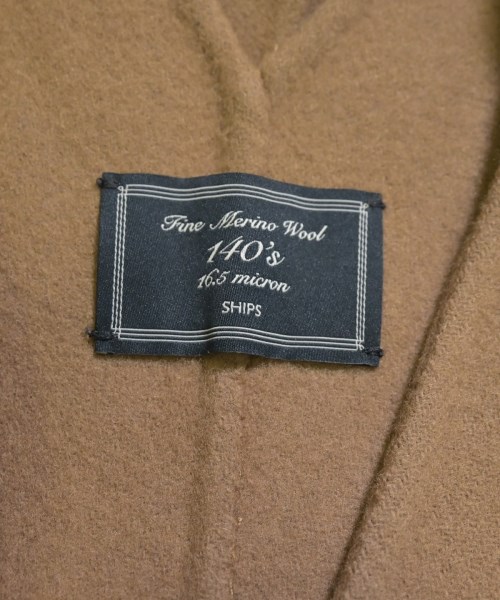 Fine Merino Wool
140's
16.5 micron
SHIPS